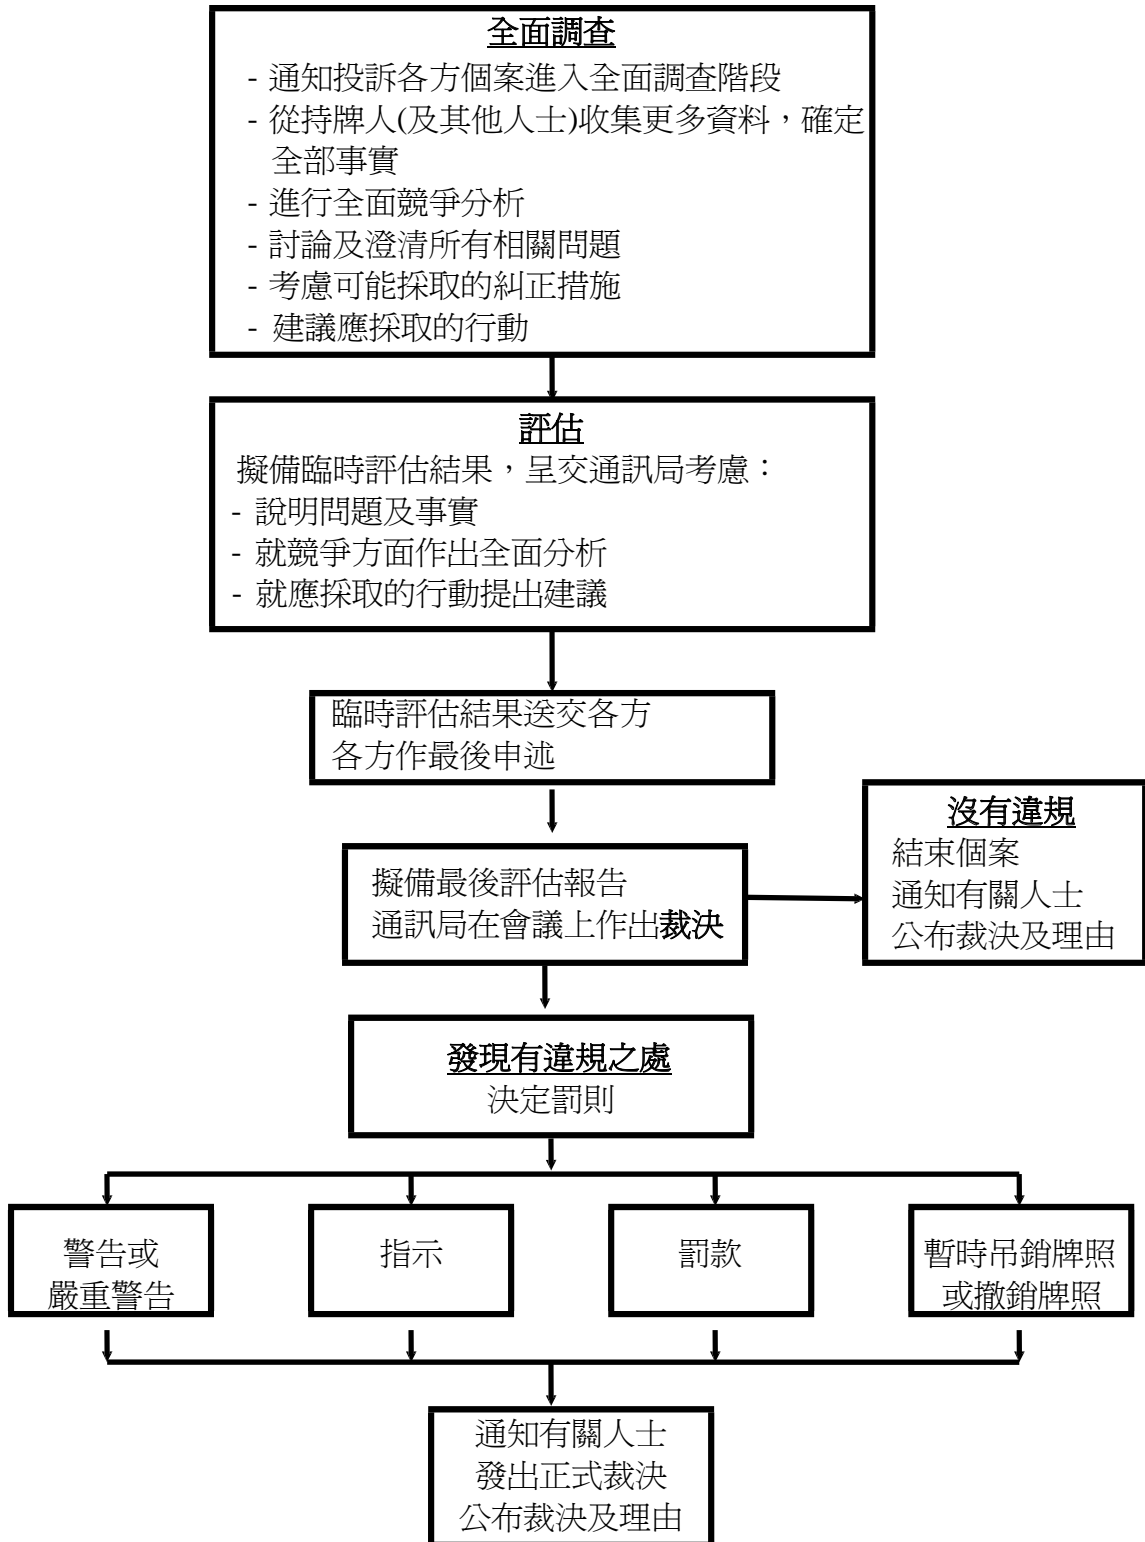 全面調查
- 通知投訴各方個案進入全面調查階段
- 從持牌人(及其他人士)收集更多資料，確定
全部事實
- 進行全面競爭分析
- 討論及澄清所有相關問題
- 考慮可能採取的糾正措施
- 建議應採取的行動
評估
擬備臨時評估結果，呈交通訊局考慮：
- 說明問題及事實
- 就競爭方面作出全面分析
- 就應採取的行動提出建議
臨時評估結果送交各方
各方作最後申述
沒有違規
結束個案
通知有關人士
公布裁決及理由
擬備最後評估報告
通訊局在會議上作出裁決
發現有違規之處
決定罰則
警告或
嚴重警告
指示
罰款
暫時吊銷牌照
或撤銷牌照
通知有關人士
發出正式裁決
公布裁決及理由